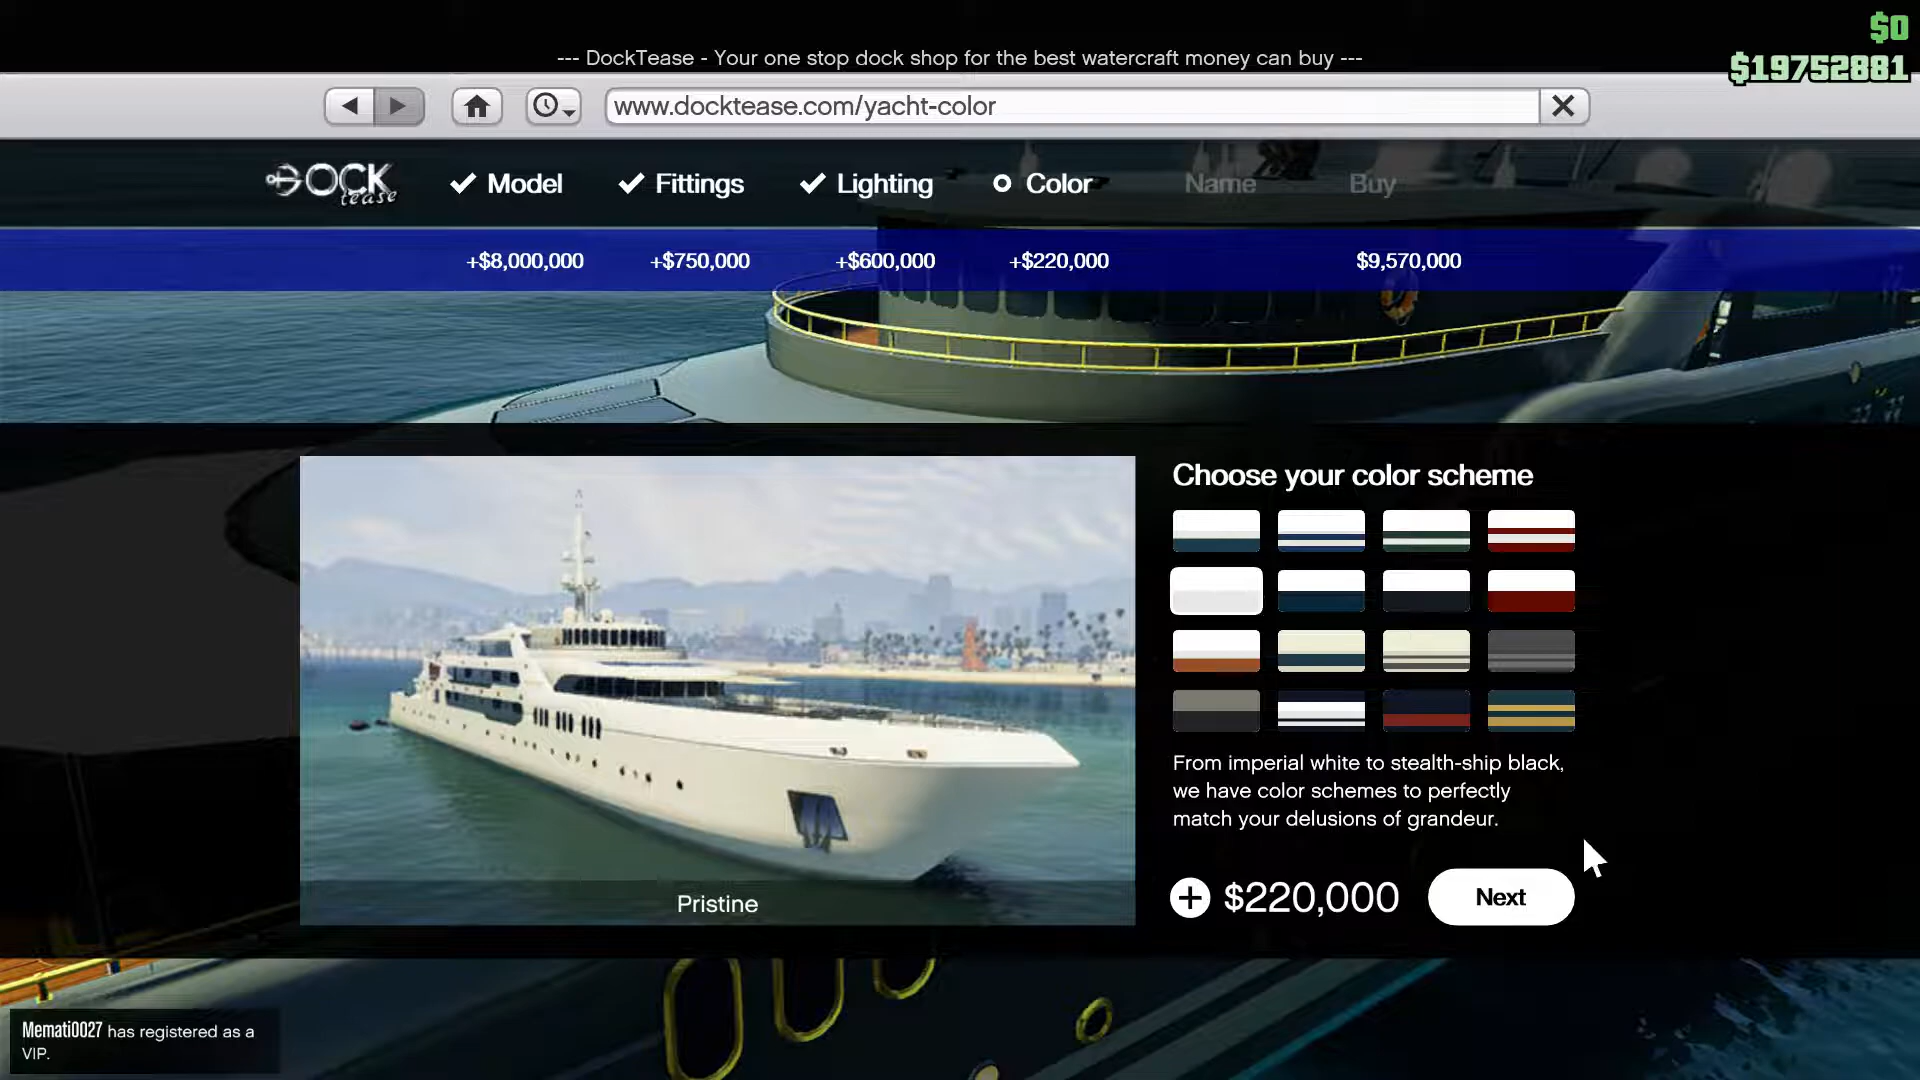 $0
--- DockTease - Your one stop dock shop for the best watercraft money can buy ---
$19752881
www.docktease.com/yacht-color
DOCK
tease
Model
Fittings
Lighting
Color
Name
Buy
+$8,000,000
+$750,000
+$600,000
+$220,000
$9,570,000
Choose your color scheme
From imperial white to stealth-ship black,
we have color schemes to perfectly
match your delusions of grandeur.
$220,000
Next
Pristine
Memati0027 has registered as a
VIP.